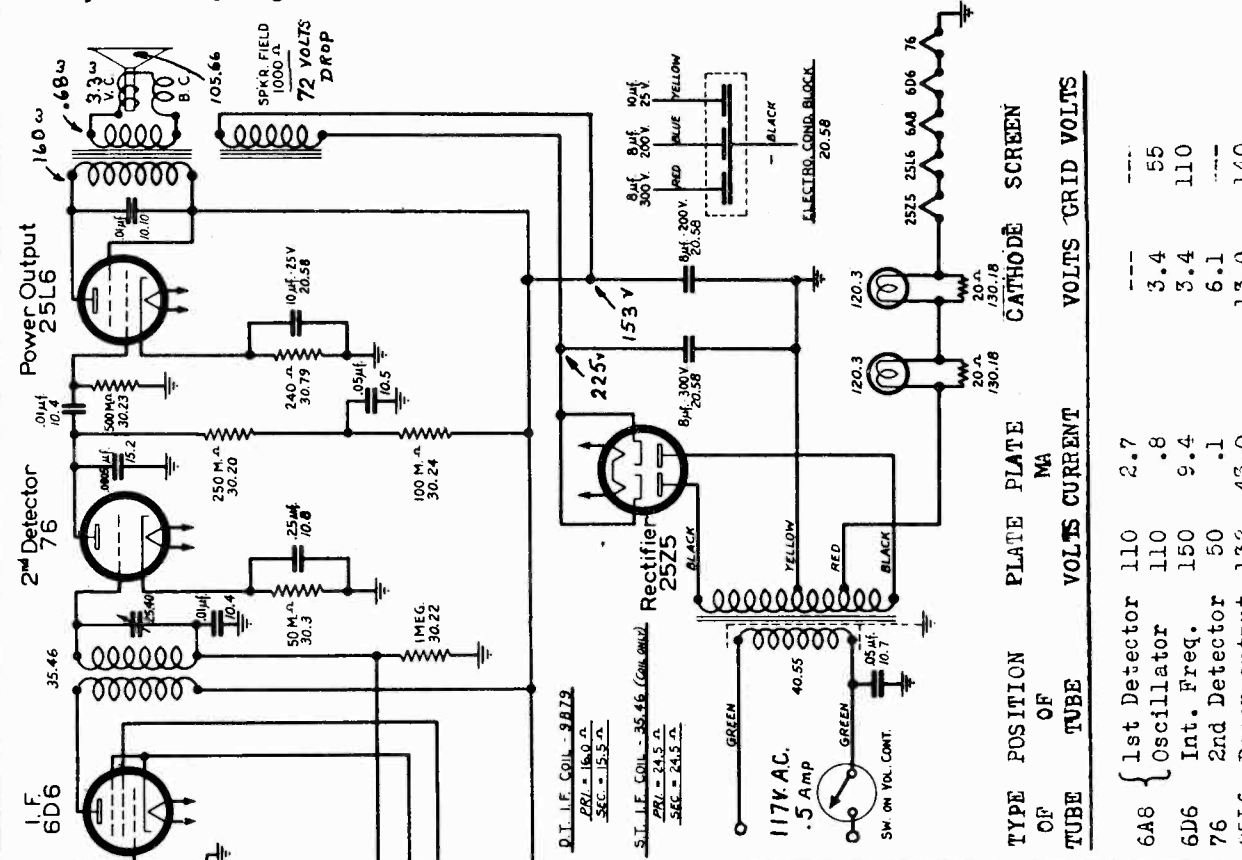 I.F.
6D6
2nd Detector
76
Power Output
25L6
160 ω
.68ω
3.3ω
V.C.
B.C.
105.66
SPKR. FIELD
1000 Ω
72 VOLTS
DROP
35.46
25.40
.01µf.
10.4
.0005 µf.
15.2
.01µf
10.4
500 M.Ω
30.23
.01µf
10.10
50 M.Ω
30.3
.25µf
10.8
1 MEG.
30.22
250 M.Ω
30.20
100 M.Ω
30.24
.05µf.
10.5
240 Ω
30.79
10µf.-25V
20.58
D.T. I.F. COIL - 9879
PRI. = 16.0 Ω
SEC. = 15.5 Ω
S.T. I.F. COIL - 35.46 (COIL ONLY)
PRI. = 24.5 Ω
SEC = 24.5 Ω
Rectifier
25Z5
225v
153 v
8µf. 300V.
20.58
8µf.-200V.
20.58
8µf.
300V.
RED
8µf.
200V.
BLUE
10µf.
25 V.
YELLOW
- BLACK
ELECTRO. COND. BLOCK
20.58
BLACK
YELLOW
RED
BLACK
GREEN
GREEN
40.55
.05 µf.
10.7
117V. A.C.
.5 Amp
SW. ON VOL. CONT.
120.3
20 Ω
130.18
120.3
20 Ω
130.18
25Z5 25L6 6A8 6D6 76
TYPE POSITION PLATE PLATE CATHODE SCREEN
OF OF MA
TUBE TUBE VOLTS CURRENT VOLTS GRID VOLTS
6A8 { 1st Detector 110 2.7 --- ---
Oscillator 110 .8 3.4 55
6D6 Int. Freq. 150 9.4 3.4 110
76 2nd Detector 50 .1 6.1 ---